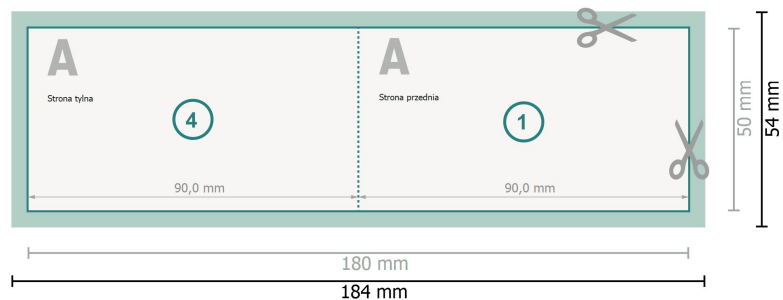 A
Strona tylna
4
90,0 mm
A
Strona przednia
1
90,0 mm
50 mm
54 mm
180 mm
184 mm